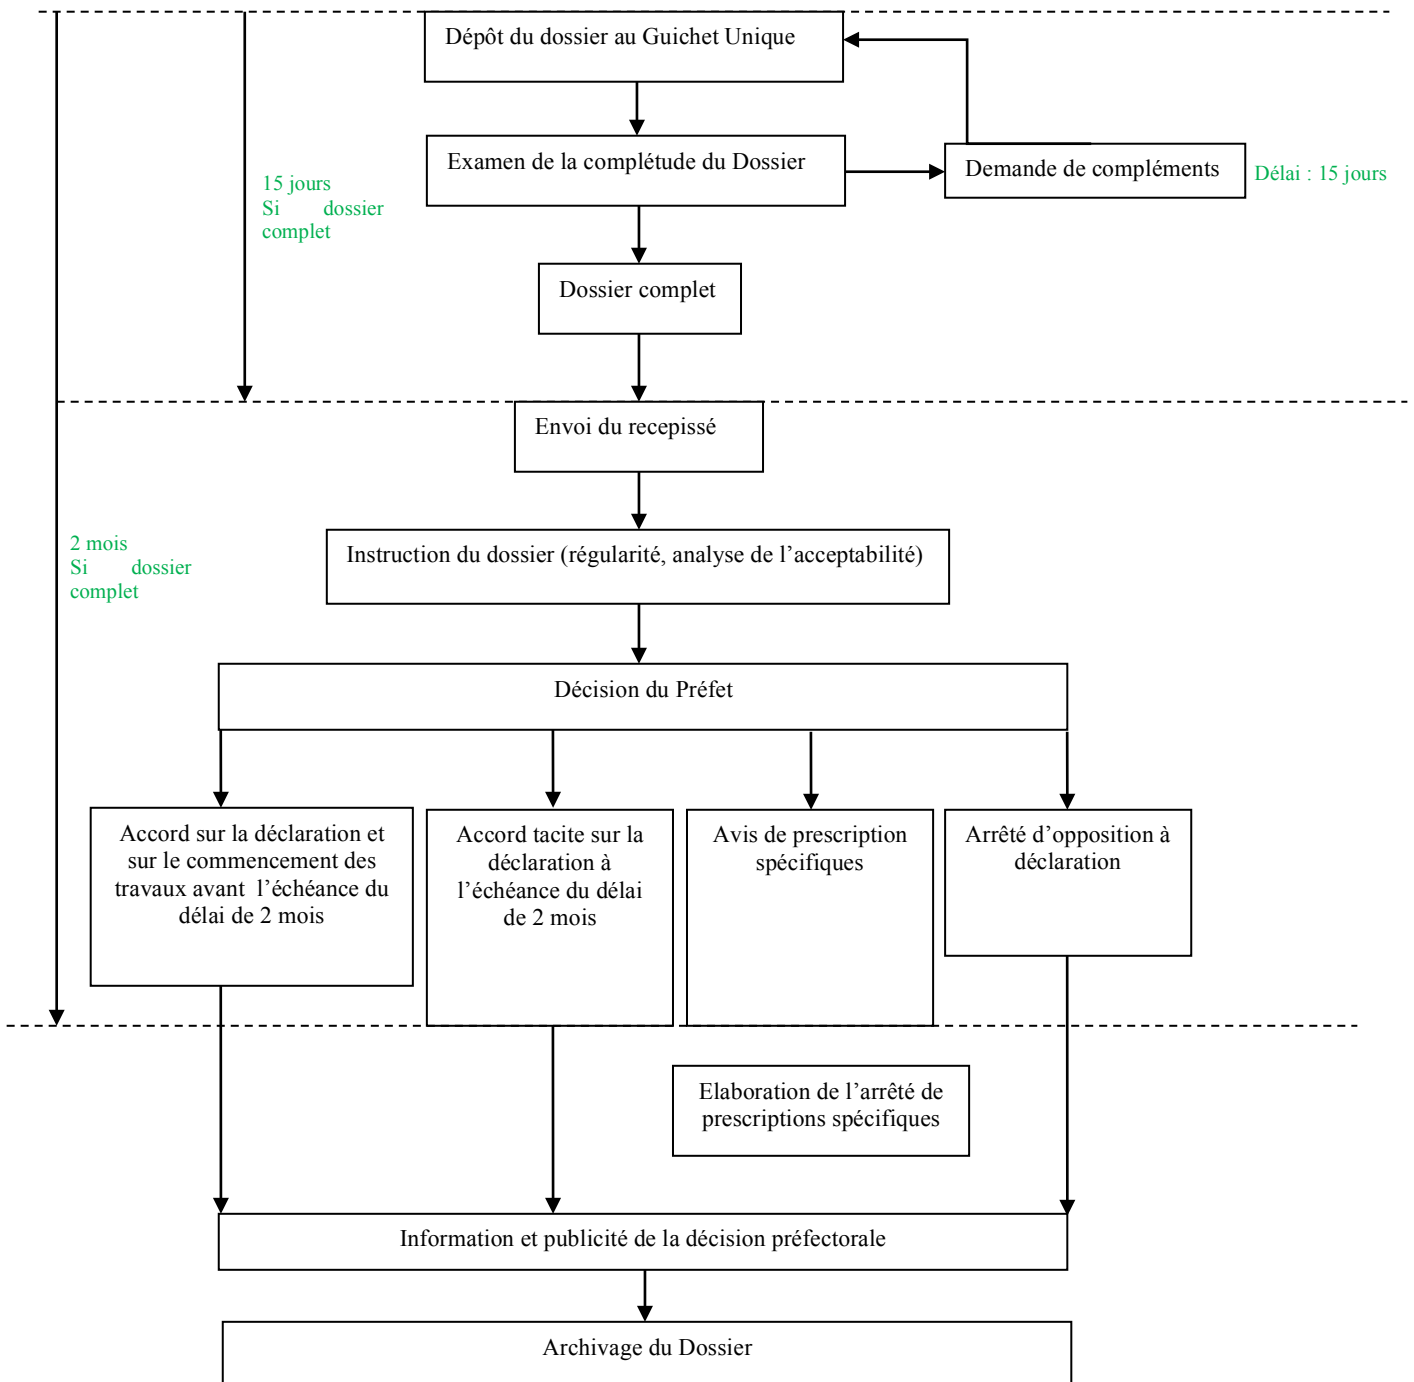 Dépôt du dossier au Guichet Unique
Examen de la complétude du Dossier
Demande de compléments
Délai : 15 jours
15 jours
Si dossier
complet
Dossier complet
Envoi du recepissé
Instruction du dossier (régularité, analyse de l’acceptabilité)
2 mois
Si dossier
complet
Décision du Préfet
Accord sur la déclaration et
sur le commencement des
travaux avant l’échéance du
délai de 2 mois
Accord tacite sur la
déclaration à
l’échéance du délai
de 2 mois
Avis de prescription
spécifiques
Arrêté d’opposition à
déclaration
Elaboration de l’arrêté de
prescriptions spécifiques
Information et publicité de la décision préfectorale
Archivage du Dossier